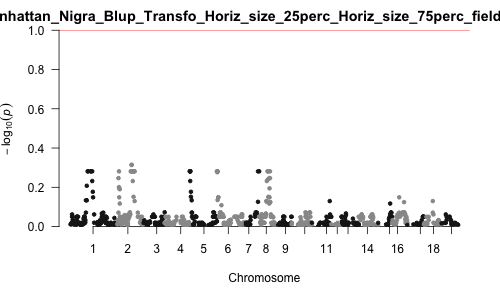 nhattan_Nigra_Blup_Transfo_Horiz_size_25perc_Horiz_size_75perc_field
1.0
0.8
0.6
0.4
0.2
0.0
− log10(p)
1 2 3 4 5 6 7 8 9 11 14 16 18
Chromosome